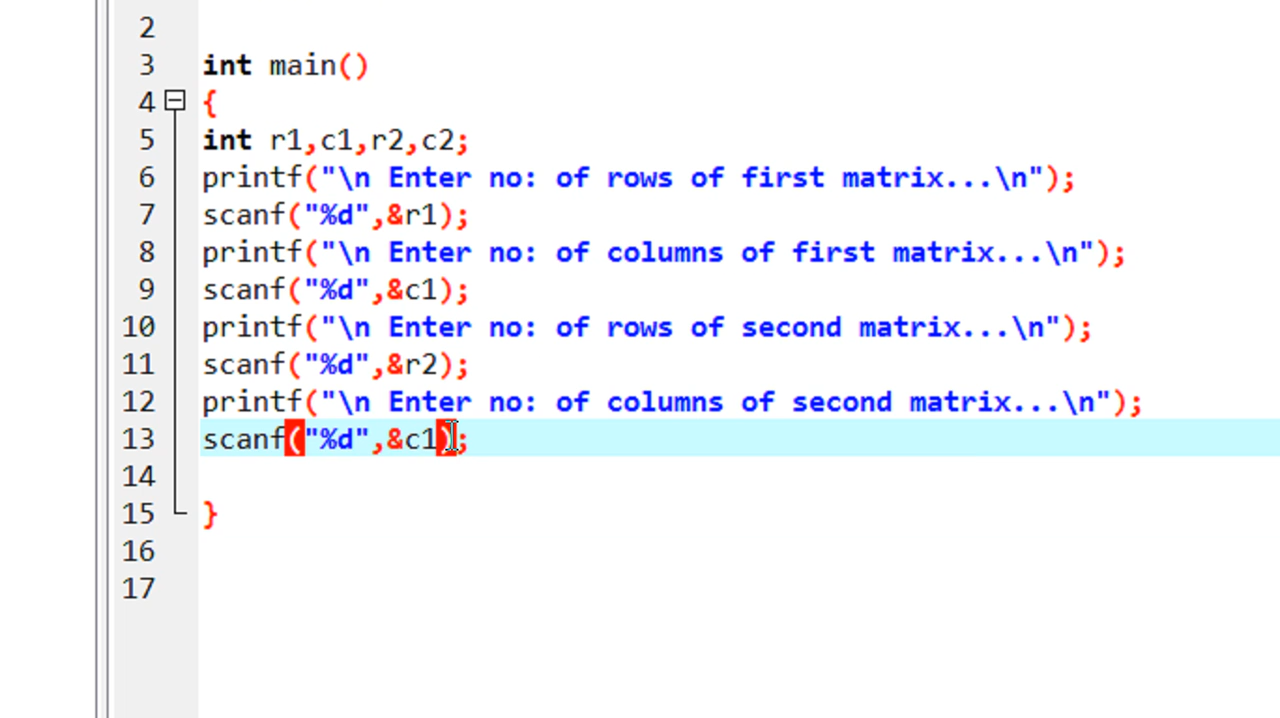 2
3 int main()
4 {
5 int r1,c1,r2,c2;
6 printf("\n Enter no: of rows of first matrix...\n");
7 scanf("%d",&r1);
8 printf("\n Enter no: of columns of first matrix...\n");
9 scanf("%d",&c1);
10 printf("\n Enter no: of rows of second matrix...\n");
11 scanf("%d",&r2);
12 printf("\n Enter no: of columns of second matrix...\n");
13 scanf("%d",&c1);
14
15 }
16
17